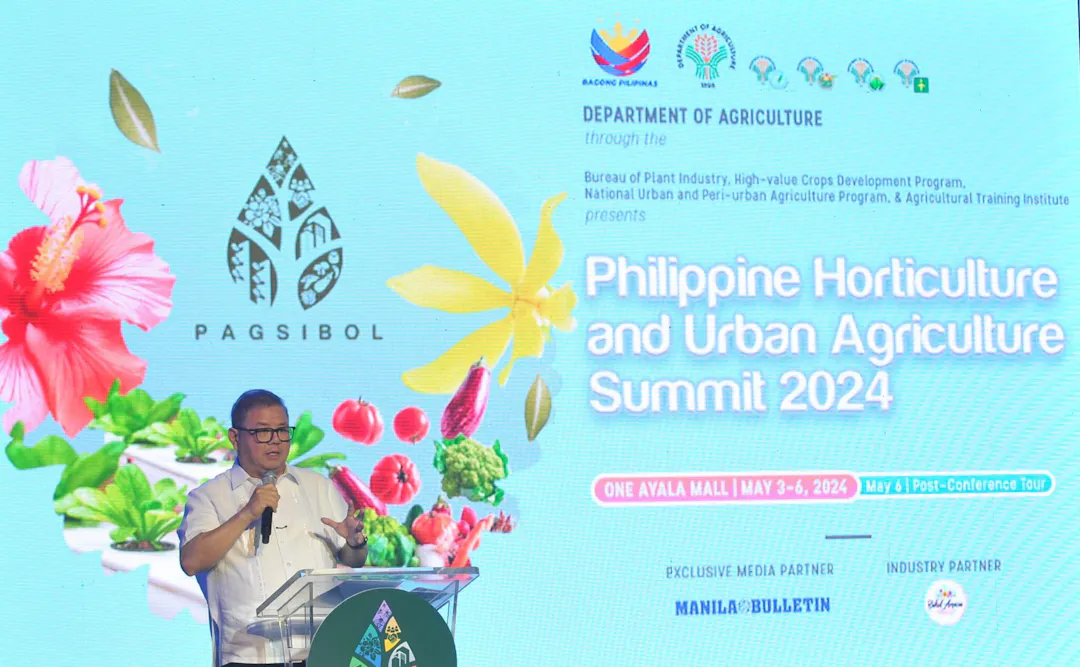 BAGONG PILIPINAS
DEPARTMENT OF AGRICULTURE
1898
DEPARTMENT OF AGRICULTURE
through the
Bureau of Plant Industry, High-value Crops Development Program,
National Urban and Peri-urban Agriculture Program, & Agricultural Training Institute
presents
Philippine Horticulture
and Urban Agriculture
Summit 2024
PAGSIBOL
ONE AYALA MALL | MAY 3-6, 2024
May 6 | Post-Conference Tour
EXCLUSIVE MEDIA PARTNER
MANILA BULLETIN
INDUSTRY PARTNER